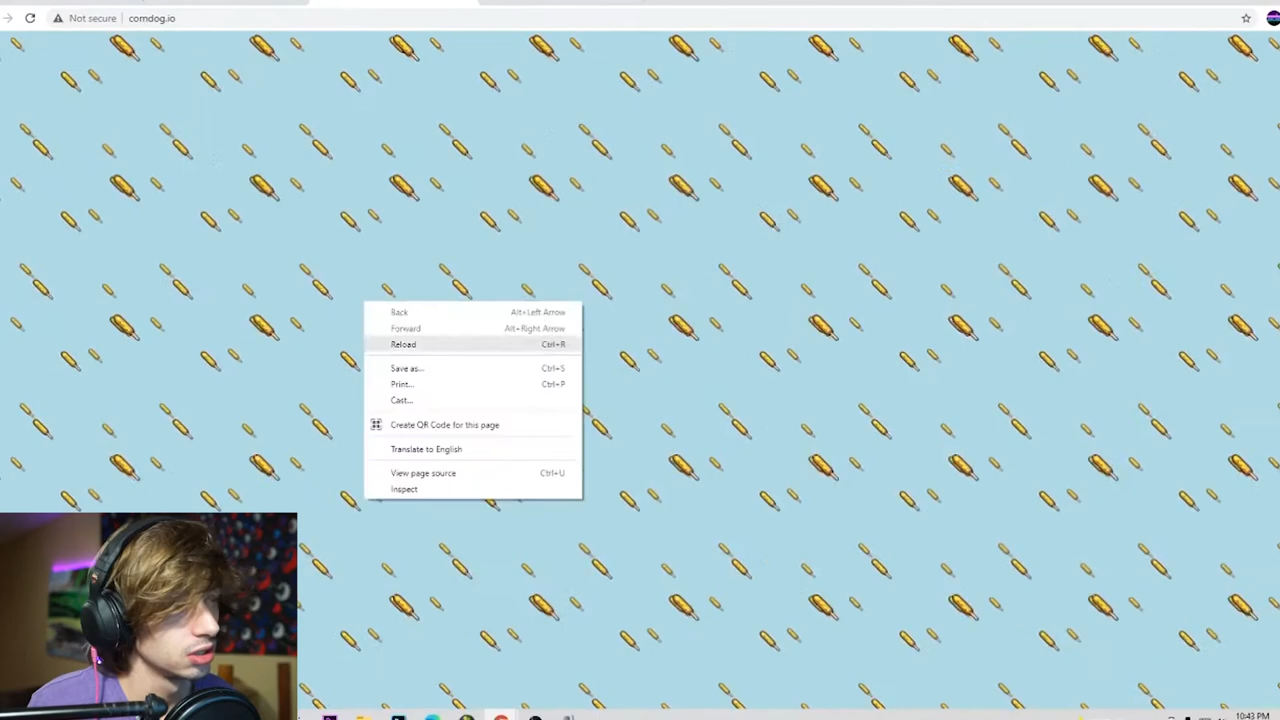 Not secure corndog.io
Back Alt+Left Arrow
Forward Alt+Right Arrow
Reload Ctrl+R
Save as... Ctrl+S
Print... Ctrl+P
Cast...
Create QR Code for this page
Translate to English
View page source Ctrl+U
Inspect
10:43 PM